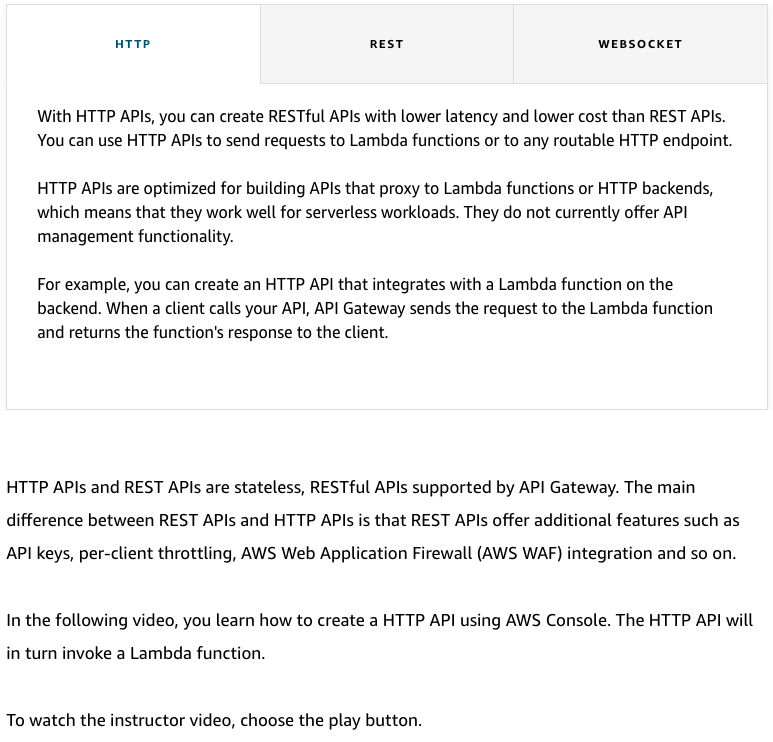 HTTP
REST
WEBSOCKET
With HTTP APIs, you can create RESTful APIs with lower latency and lower cost than REST APIs.
You can use HTTP APIs to send requests to Lambda functions or to any routable HTTP endpoint.
HTTP APIs are optimized for building APIs that proxy to Lambda functions or HTTP backends,
which means that they work well for serverless workloads. They do not currently offer API
management functionality.
For example, you can create an HTTP API that integrates with a Lambda function on the
backend. When a client calls your API, API Gateway sends the request to the Lambda function
and returns the function's response to the client.
HTTP APIs and REST APIs are stateless, RESTful APIs supported by API Gateway. The main
difference between REST APIs and HTTP APIs is that REST APIs offer additional features such as
API keys, per-client throttling, AWS Web Application Firewall (AWS WAF) integration and so on.
In the following video, you learn how to create a HTTP API using AWS Console. The HTTP API will
in turn invoke a Lambda function.
To watch the instructor video, choose the play button.